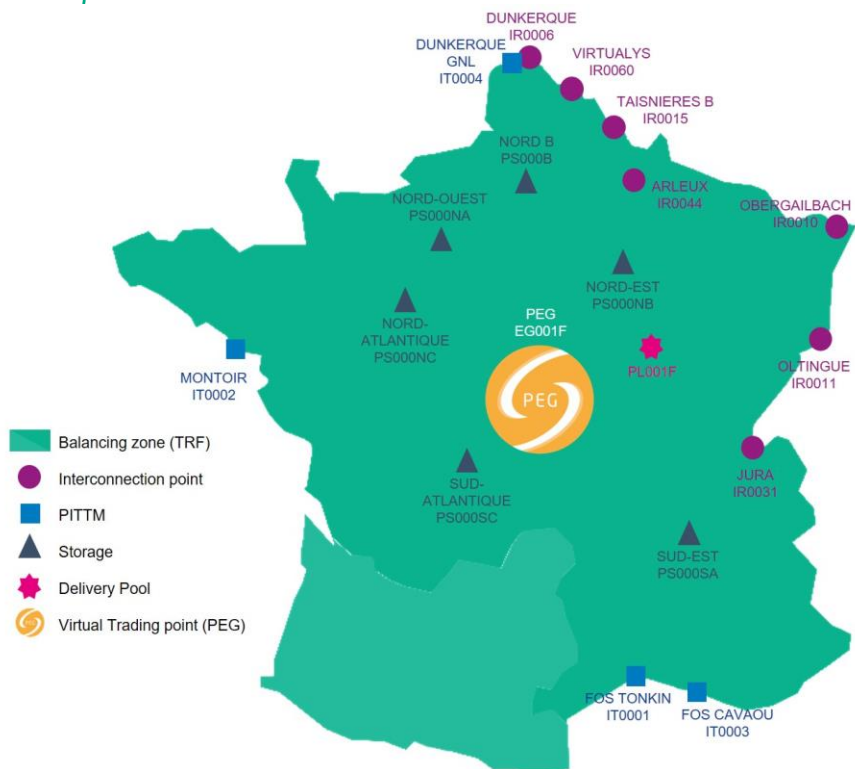 DUNKERQUE
IR0006
DUNKERQUE
GNL
IT0004
VIRTUALYS
IR0060
TAISNIERES B
IR0015
NORD B
PS000B
ARLEUX
IR0044
NORD-OUEST
PS000NA
OBERGAILBACH
IR0010
NORD-EST
PS000NB
NORD-
ATLANTIQUE
PS000NC
PEG
EG001F
PEG
PL001F
OLTINGUE
IR0011
MONTOIR
IT0002
JURA
IR0031
SUD-
ATLANTIQUE
PS000SC
SUD-EST
PS000SA
FOS TONKIN
IT0001
FOS CAVAOU
IT0003
Balancing zone (TRF)
Interconnection point
PITTM
Storage
Delivery Pool
Virtual Trading point (PEG)